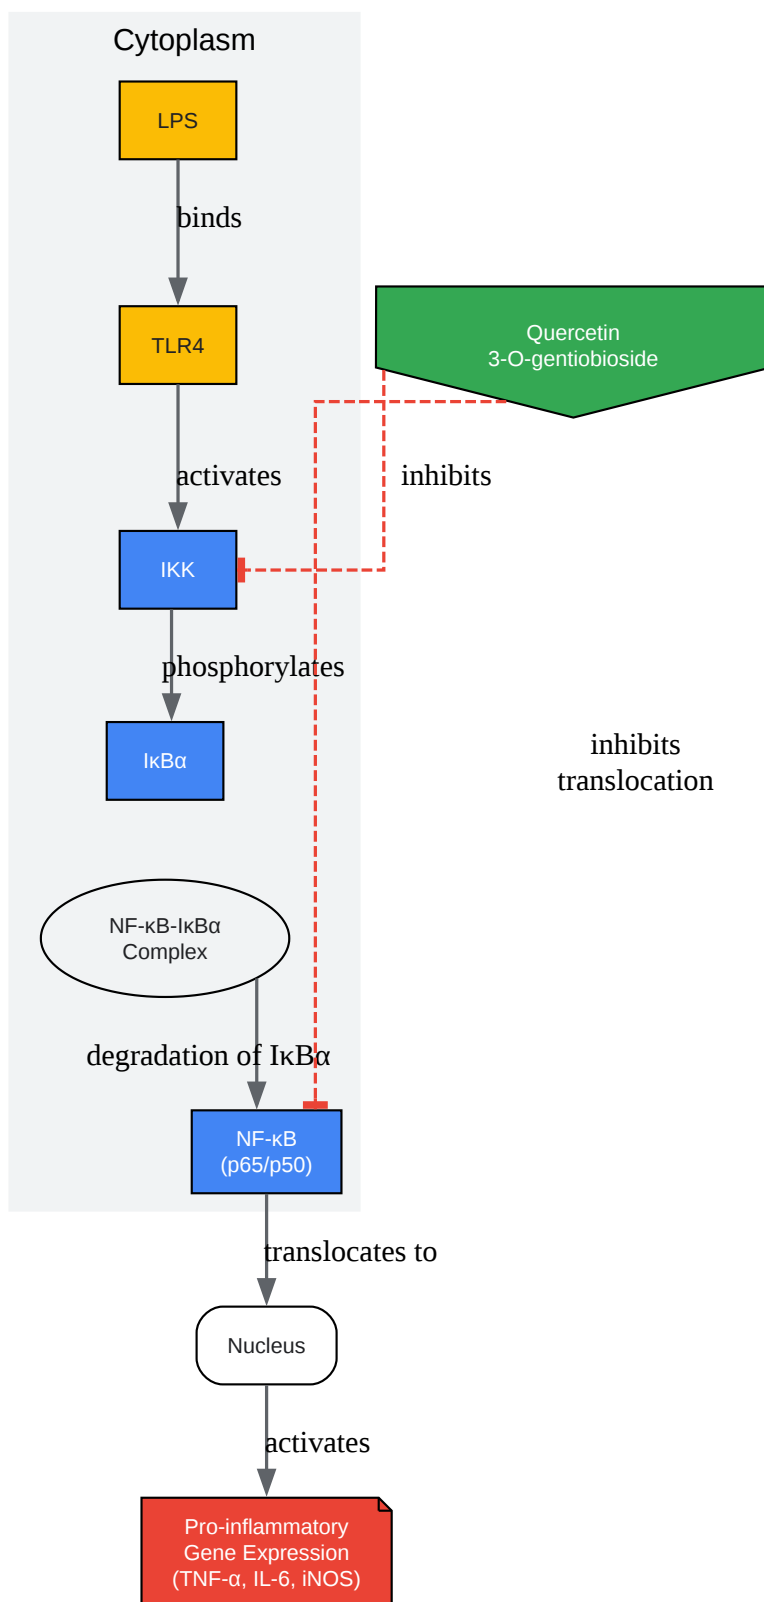 Cytoplasm
LPS
binds
Quercetin
3-O-gentiobioside
TLR4
activates
inhibits
IKK
phosphorylates
inhibits
translocation
IκBα
NF-κB-IκBα
Complex
degradation of IκBα
NF-κB
(p65/p50)
translocates to
Nucleus
activates
Pro-inflammatory
Gene Expression
(TNF-α, IL-6, iNOS)